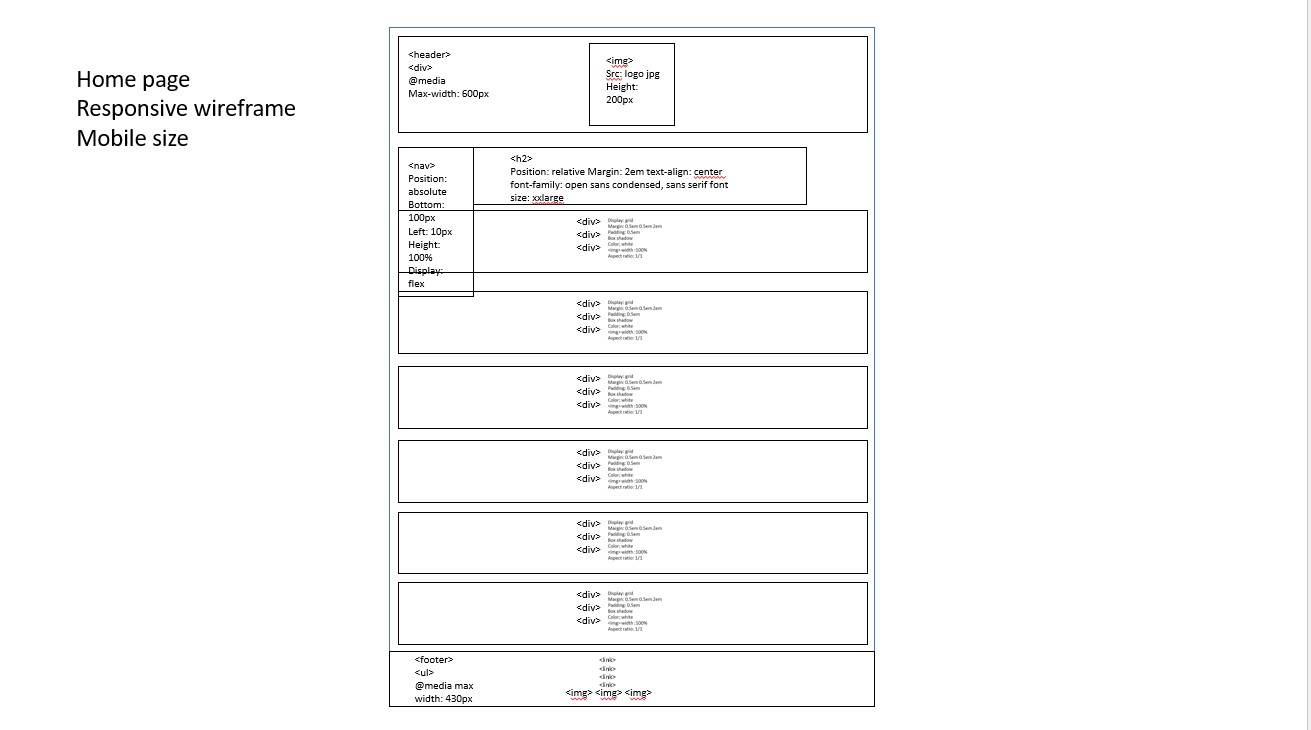 Home page
Responsive wireframe
Mobile size
<header>
<div>
@media
Max-width: 600px
<img>
Src: logo jpg
Height:
200px
<nav>
Position:
absolute
Bottom:
100px
Left: 10px
Height:
100%
Display:
flex
<h2>
Position: relative Margin: 2em text-align: center
font-family: open sans condensed, sans serif font
size: xxlarge
<div>
<div>
<div>
Display: grid
Margin: 0.5em 0.5em 2em
Padding: 0.5em
Box shadow
Color: white
<img>width :100%
Aspect ratio: 1/1
<div>
<div>
<div>
Display: grid
Margin: 0.5em 0.5em 2em
Padding: 0.5em
Box shadow
Color: white
<img>width :100%
Aspect ratio: 1/1
<div>
<div>
<div>
Display: grid
Margin: 0.5em 0.5em 2em
Padding: 0.5em
Box shadow
Color: white
<img>width :100%
Aspect ratio: 1/1
<div>
<div>
<div>
Display: grid
Margin: 0.5em 0.5em 2em
Padding: 0.5em
Box shadow
Color: white
<img>width :100%
Aspect ratio: 1/1
<div>
<div>
<div>
Display: grid
Margin: 0.5em 0.5em 2em
Padding: 0.5em
Box shadow
Color: white
<img>width :100%
Aspect ratio: 1/1
<div>
<div>
<div>
Display: grid
Margin: 0.5em 0.5em 2em
Padding: 0.5em
Box shadow
Color: white
<img>width :100%
Aspect ratio: 1/1
<footer>
<ul>
@media max
width: 430px
<link>
<link>
<link>
<link>
<img> <img> <img>